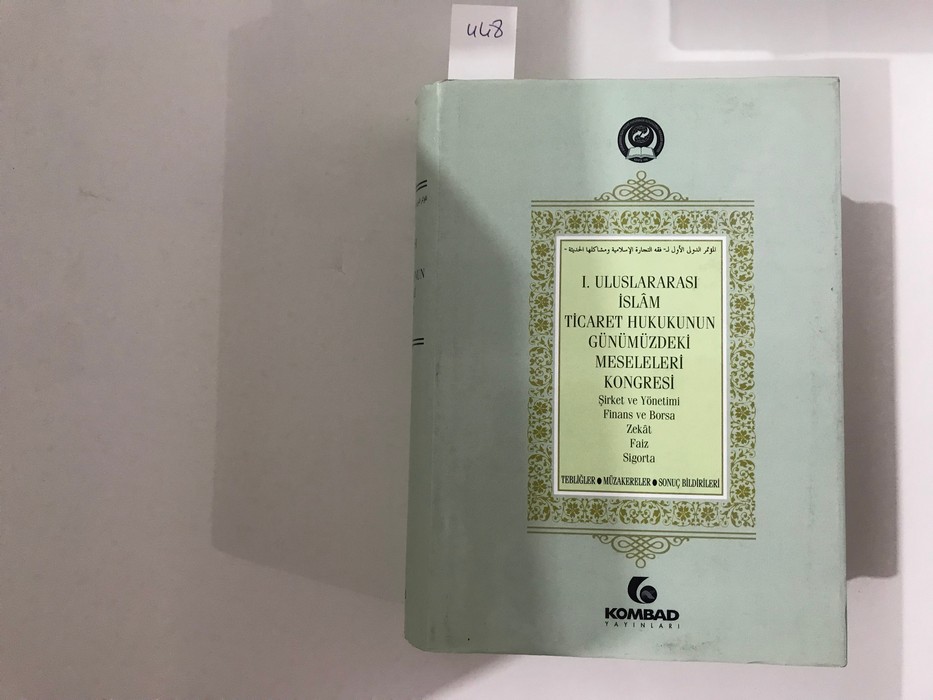 448
المؤتمر الدولى الأول لـ- فقه التجارة الإسلامية ومشاكلها الحديثة -
I. ULUSLARARASI
İSLÂM
TİCARET HUKUKUNUN
GÜNÜMÜZDEKİ
MESELELERİ
KONGRESİ
Şirket ve Yönetimi
Finans ve Borsa
Zekât
Faiz
Sigorta
TEBLİĞLER ● MÜZAKERELER ● SONUÇ BİLDİRİLERİ
KOMBAD
YAYINLARI